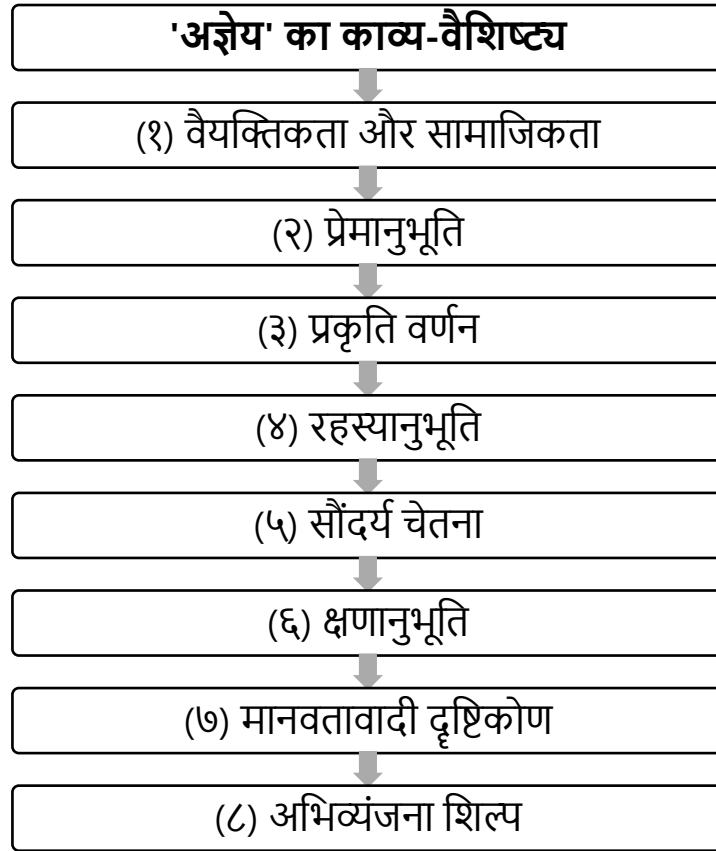 'अज्ञेय' का काव्य-वैशिष्ट्य
(१) वैयक्तिकता और सामाजिकता
(२) प्रेमानुभूति
(३) प्रकृति वर्णन
(४) रहस्यानुभूति
(५) सौंदर्य चेतना
(६) क्षणानुभूति
(७) मानवतावादी दृष्टिकोण
(८) अभिव्यंजना शिल्प